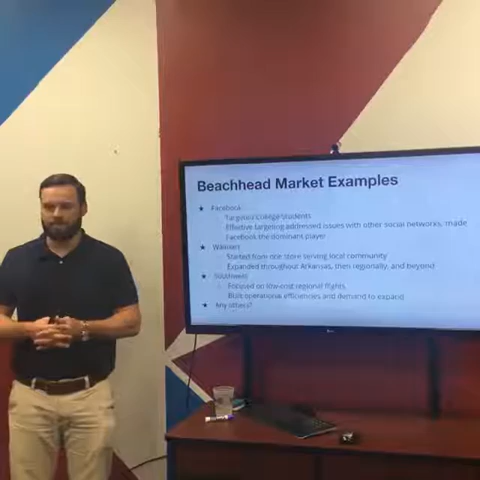 Beachhead Market Examples
★ Facebook
Targeted College students
Effective targeting addressed issues with other social networks, made
Facebook the dominant player
★ Walmart
Started from one store serving local community
Expanded throughout Arkansas, then regionally, and beyond
★ Southwest
Focused on low-cost regional flights
Built operational efficiencies and demand to expand
★ Any others?